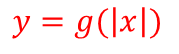 y = g(|x|)